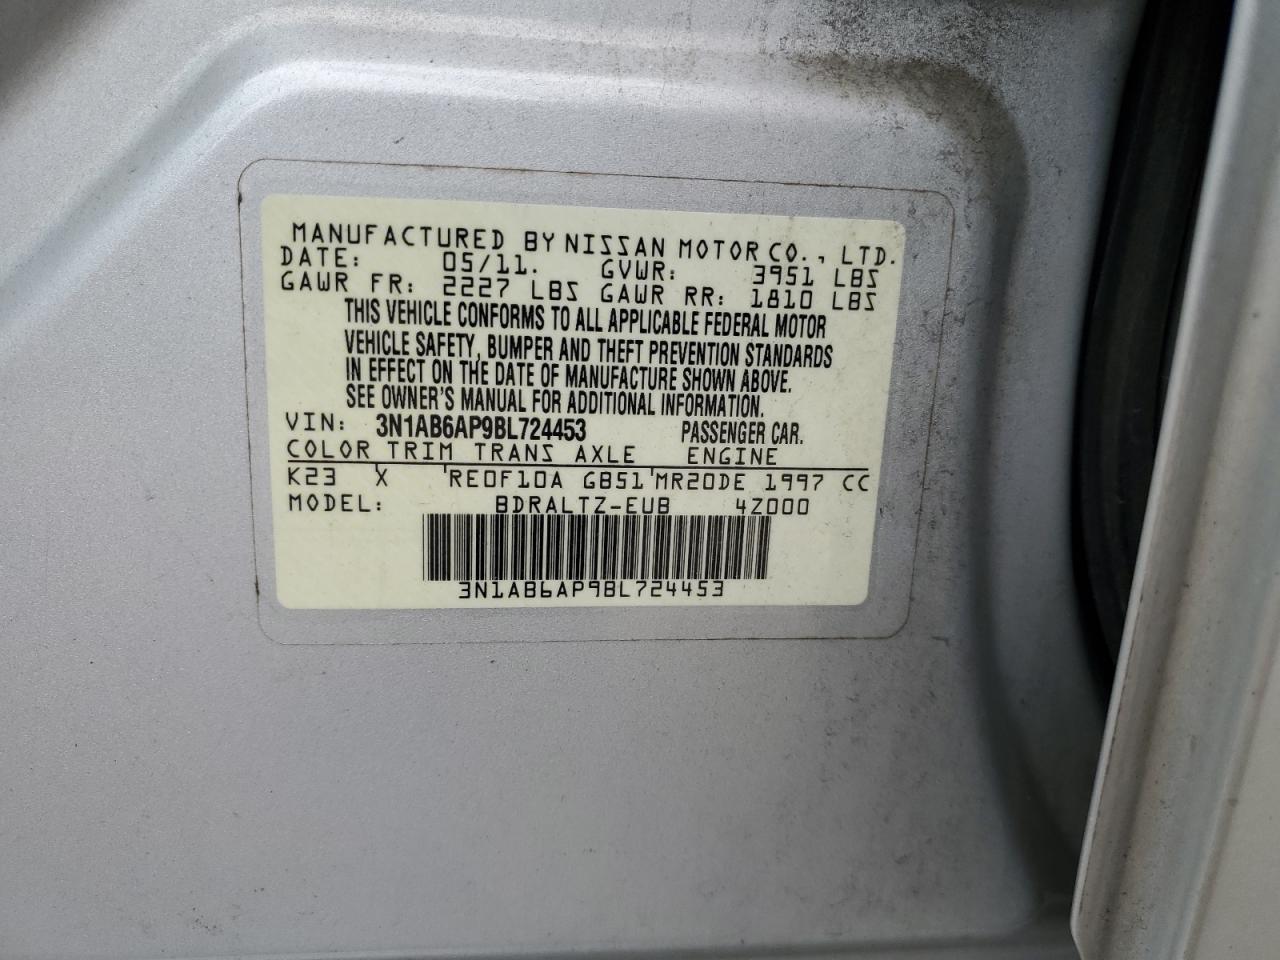 MANUFACTURED BY NISSAN MOTOR CO., LTD.
DATE: 05/11. GVWR: 3951 LBS
GAWR FR: 2227 LBS GAWR RR: 1810 LBS
THIS VEHICLE CONFORMS TO ALL APPLICABLE FEDERAL MOTOR
VEHICLE SAFETY, BUMPER AND THEFT PREVENTION STANDARDS
IN EFFECT ON THE DATE OF MANUFACTURE SHOWN ABOVE.
SEE OWNER'S MANUAL FOR ADDITIONAL INFORMATION.
VIN: 3N1AB6AP9BL724453 PASSENGER CAR.
COLOR TRIM TRANS AXLE ENGINE
K23 X RE0F10A GB51 MR20DE 1997 CC
MODEL: BDRALTZ-EUB 4Z000
3N1AB6AP9BL724453